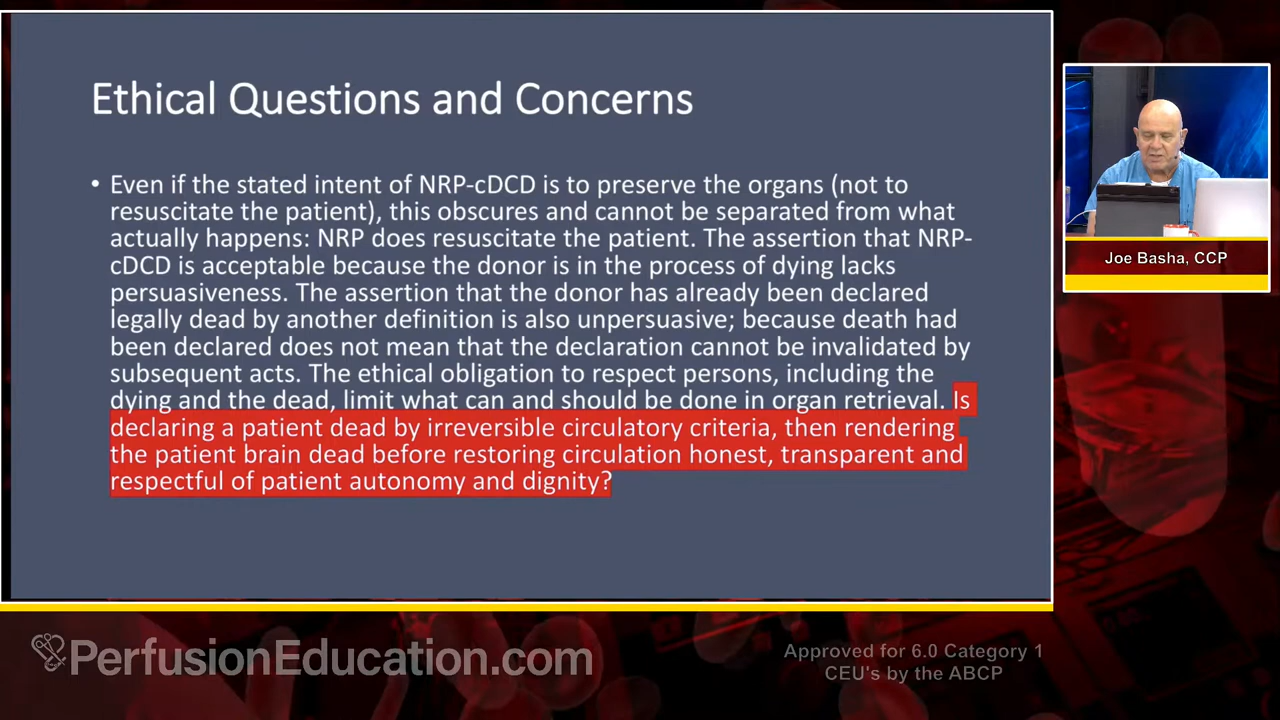 Ethical Questions and Concerns
• Even if the stated intent of NRP-cDCD is to preserve the organs (not to
resuscitate the patient), this obscures and cannot be separated from what
actually happens: NRP does resuscitate the patient. The assertion that NRP-
cDCD is acceptable because the donor is in the process of dying lacks
persuasiveness. The assertion that the donor has already been declared
legally dead by another definition is also unpersuasive; because death had
been declared does not mean that the declaration cannot be invalidated by
subsequent acts. The ethical obligation to respect persons, including the
dying and the dead, limit what can and should be done in organ retrieval. Is
declaring a patient dead by irreversible circulatory criteria, then rendering
the patient brain dead before restoring circulation honest, transparent and
respectful of patient autonomy and dignity?
Joe Basha, CCP
PerfusionEducation.com
Approved for 6.0 Category 1
CEU's by the ABCP